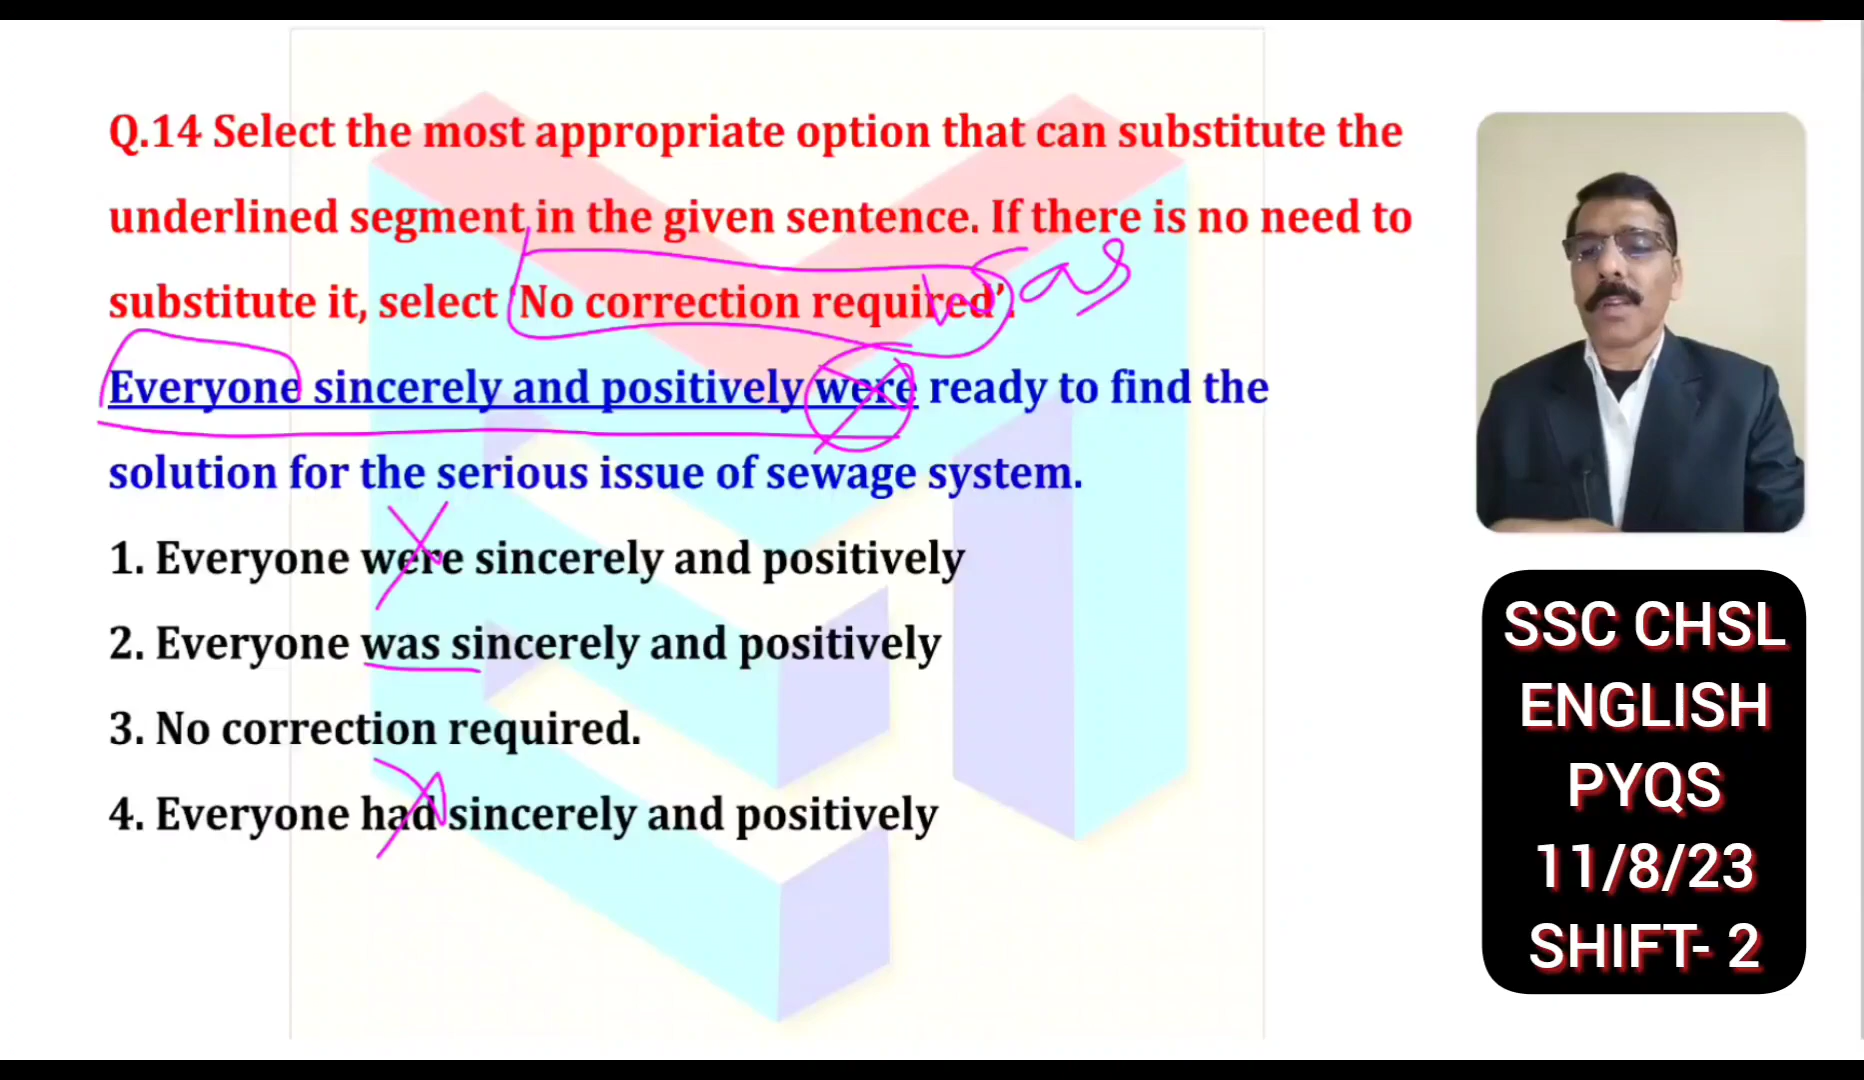 Q.14 Select the most appropriate option that can substitute the
underlined segment in the given sentence. If there is no need to
substitute it, select 'No correction required'.
was
Everyone sincerely and positively were ready to find the
solution for the serious issue of sewage system.
1. Everyone were sincerely and positively
2. Everyone was sincerely and positively
3. No correction required.
4. Everyone had sincerely and positively
SSC CHSL
ENGLISH
PYQS
11/8/23
SHIFT- 2